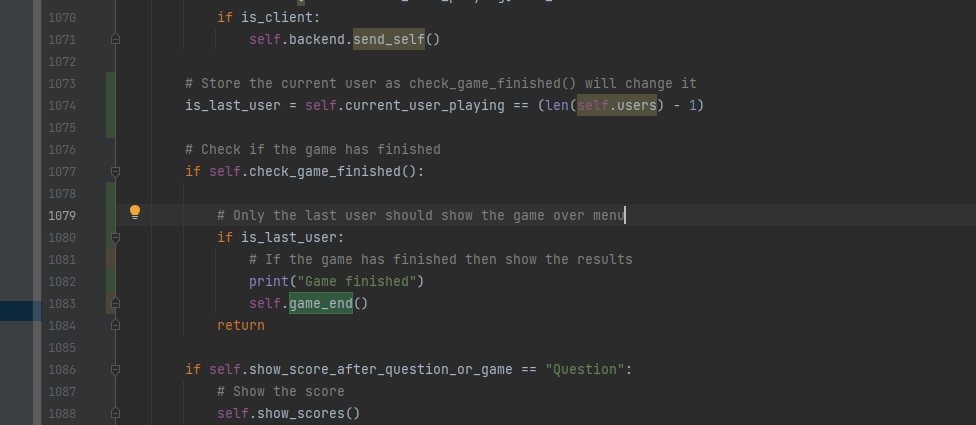 1070 if is_client:
1071 self.backend.send_self()
1072
1073 # Store the current user as check_game_finished() will change it
1074 is_last_user = self.current_user_playing == (len(self.users) - 1)
1075
1076 # Check if the game has finished
1077 if self.check_game_finished():
1078
1079 # Only the last user should show the game over menu
1080 if is_last_user:
1081 # If the game has finished then show the results
1082 print("Game finished")
1083 self.game_end()
1084 return
1085
1086 if self.show_score_after_question_or_game == "Question":
1087 # Show the score
1088 self.show_scores()